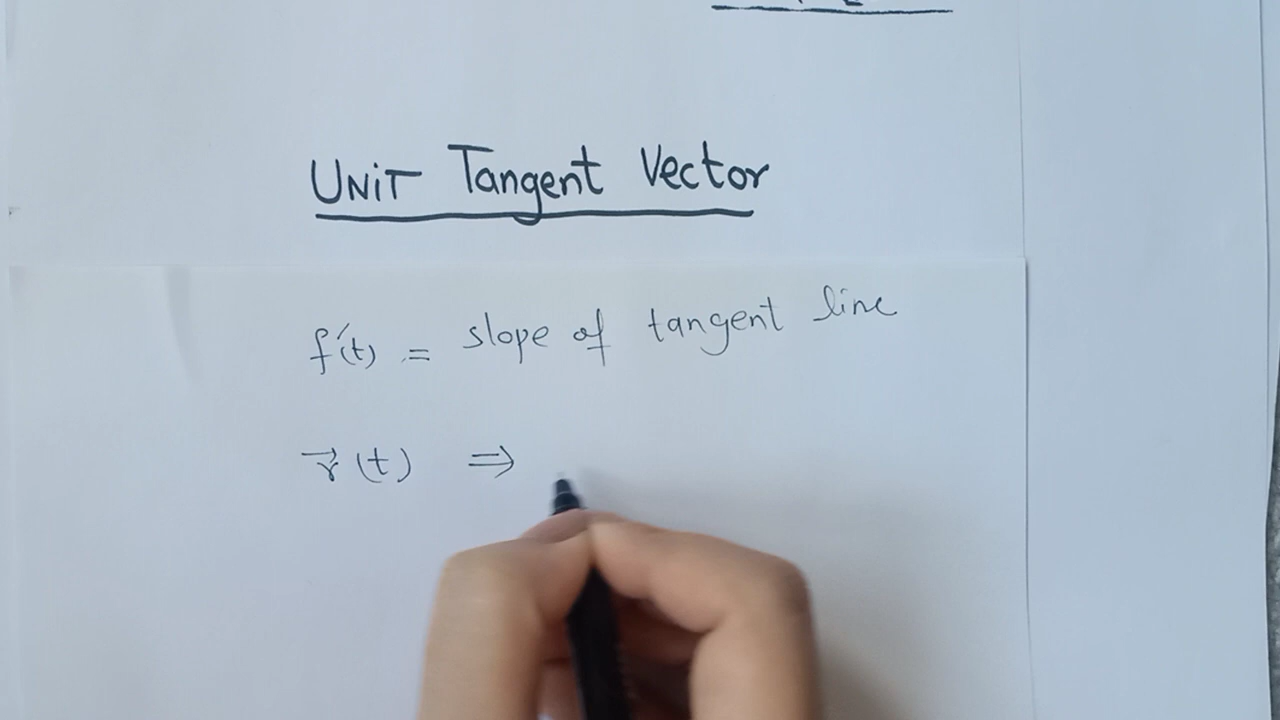 UNiT Tangent Vector
f'(t) = slope of tangent line
r⃗(t) ⇒